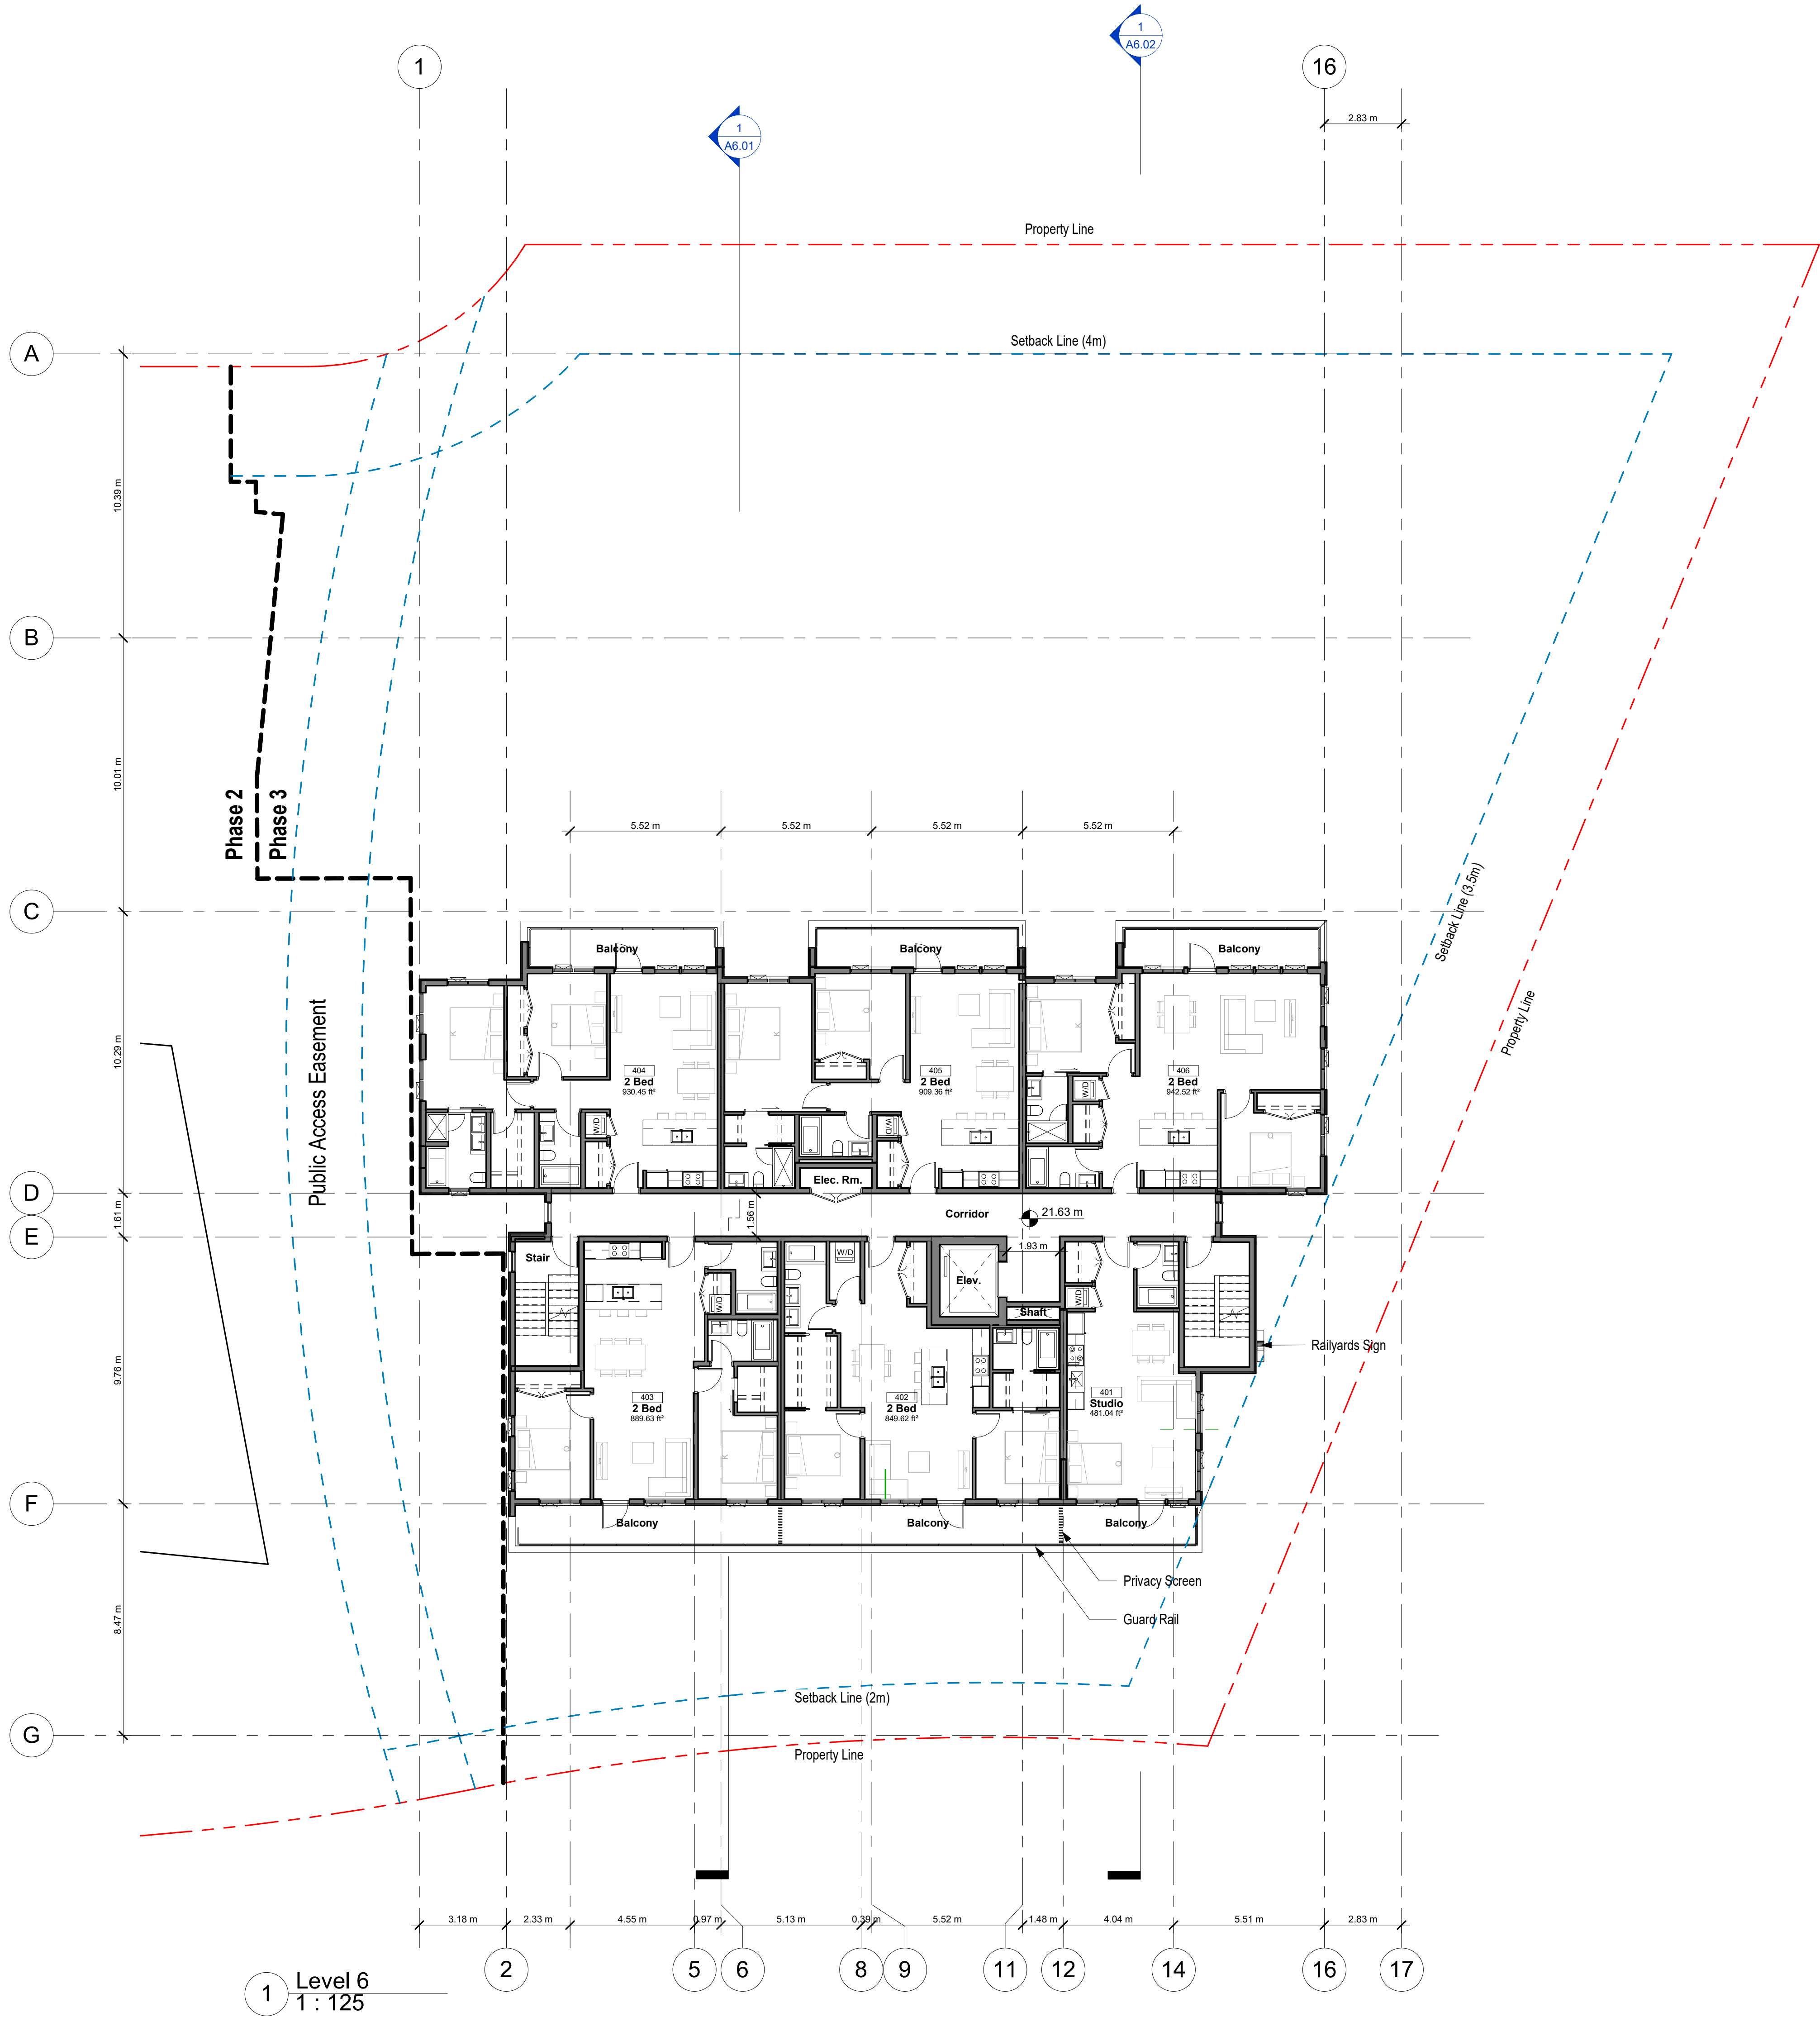 1
A6.02
1
16
2.83 m
1
A6.01
Property Line
Setback Line (4m)
A
10.39 m
B
10.01 m
Phase 2
Phase 3
5.52 m
5.52 m
5.52 m
5.52 m
Setback Line (3.5m)
C
Balcony
Balcony
Balcony
Public Access Easement
Property Line
10.29 m
404
2 Bed
930.45 ft²
405
2 Bed
909.36 ft²
406
2 Bed
942.52 ft²
W/D
W/D
W/D
Elec. Rm.
D
1.61 m
1.56 m
Corridor
21.63 m
E
Stair
W/D
1.93 m
Elev.
W/D
W/D
Shaft
Railyards Sign
9.76 m
403
2 Bed
889.63 ft²
402
2 Bed
849.62 ft²
401
Studio
481.04 ft²
F
Balcony
Balcony
Balcony
Privacy Screen
Guard Rail
8.47 m
Setback Line (2m)
G
Property Line
3.18 m
2.33 m
4.55 m
0.97 m
5.13 m
0.39 m
5.52 m
1.48 m
4.04 m
5.51 m
2.83 m
2
5
6
8
9
11
12
14
16
17
1
Level 6
1 : 125